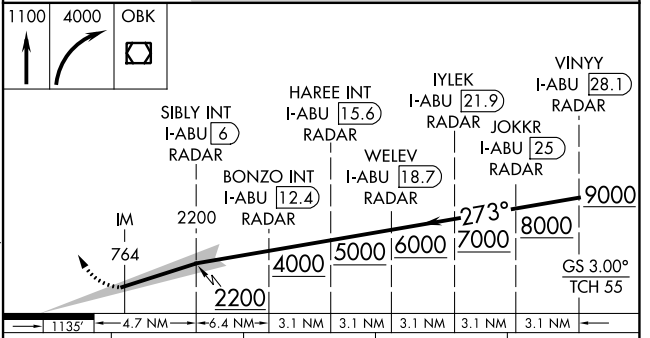 1100 4000 OBK
VINYY
I-ABU 28.1
RADAR
IYLEK
I-ABU 21.9
RADAR
HAREE INT
I-ABU 15.6
RADAR
JOKKR
I-ABU 25
RADAR
SIBLY INT
I-ABU 6
RADAR
WELEV
I-ABU 18.7
RADAR
BONZO INT
I-ABU 12.4
RADAR
IM
764
2200
2200
4000
5000
6000
7000
8000
9000
273°
GS 3.00°
TCH 55
1135' 4.7 NM 6.4 NM 3.1 NM 3.1 NM 3.1 NM 3.1 NM 3.1 NM